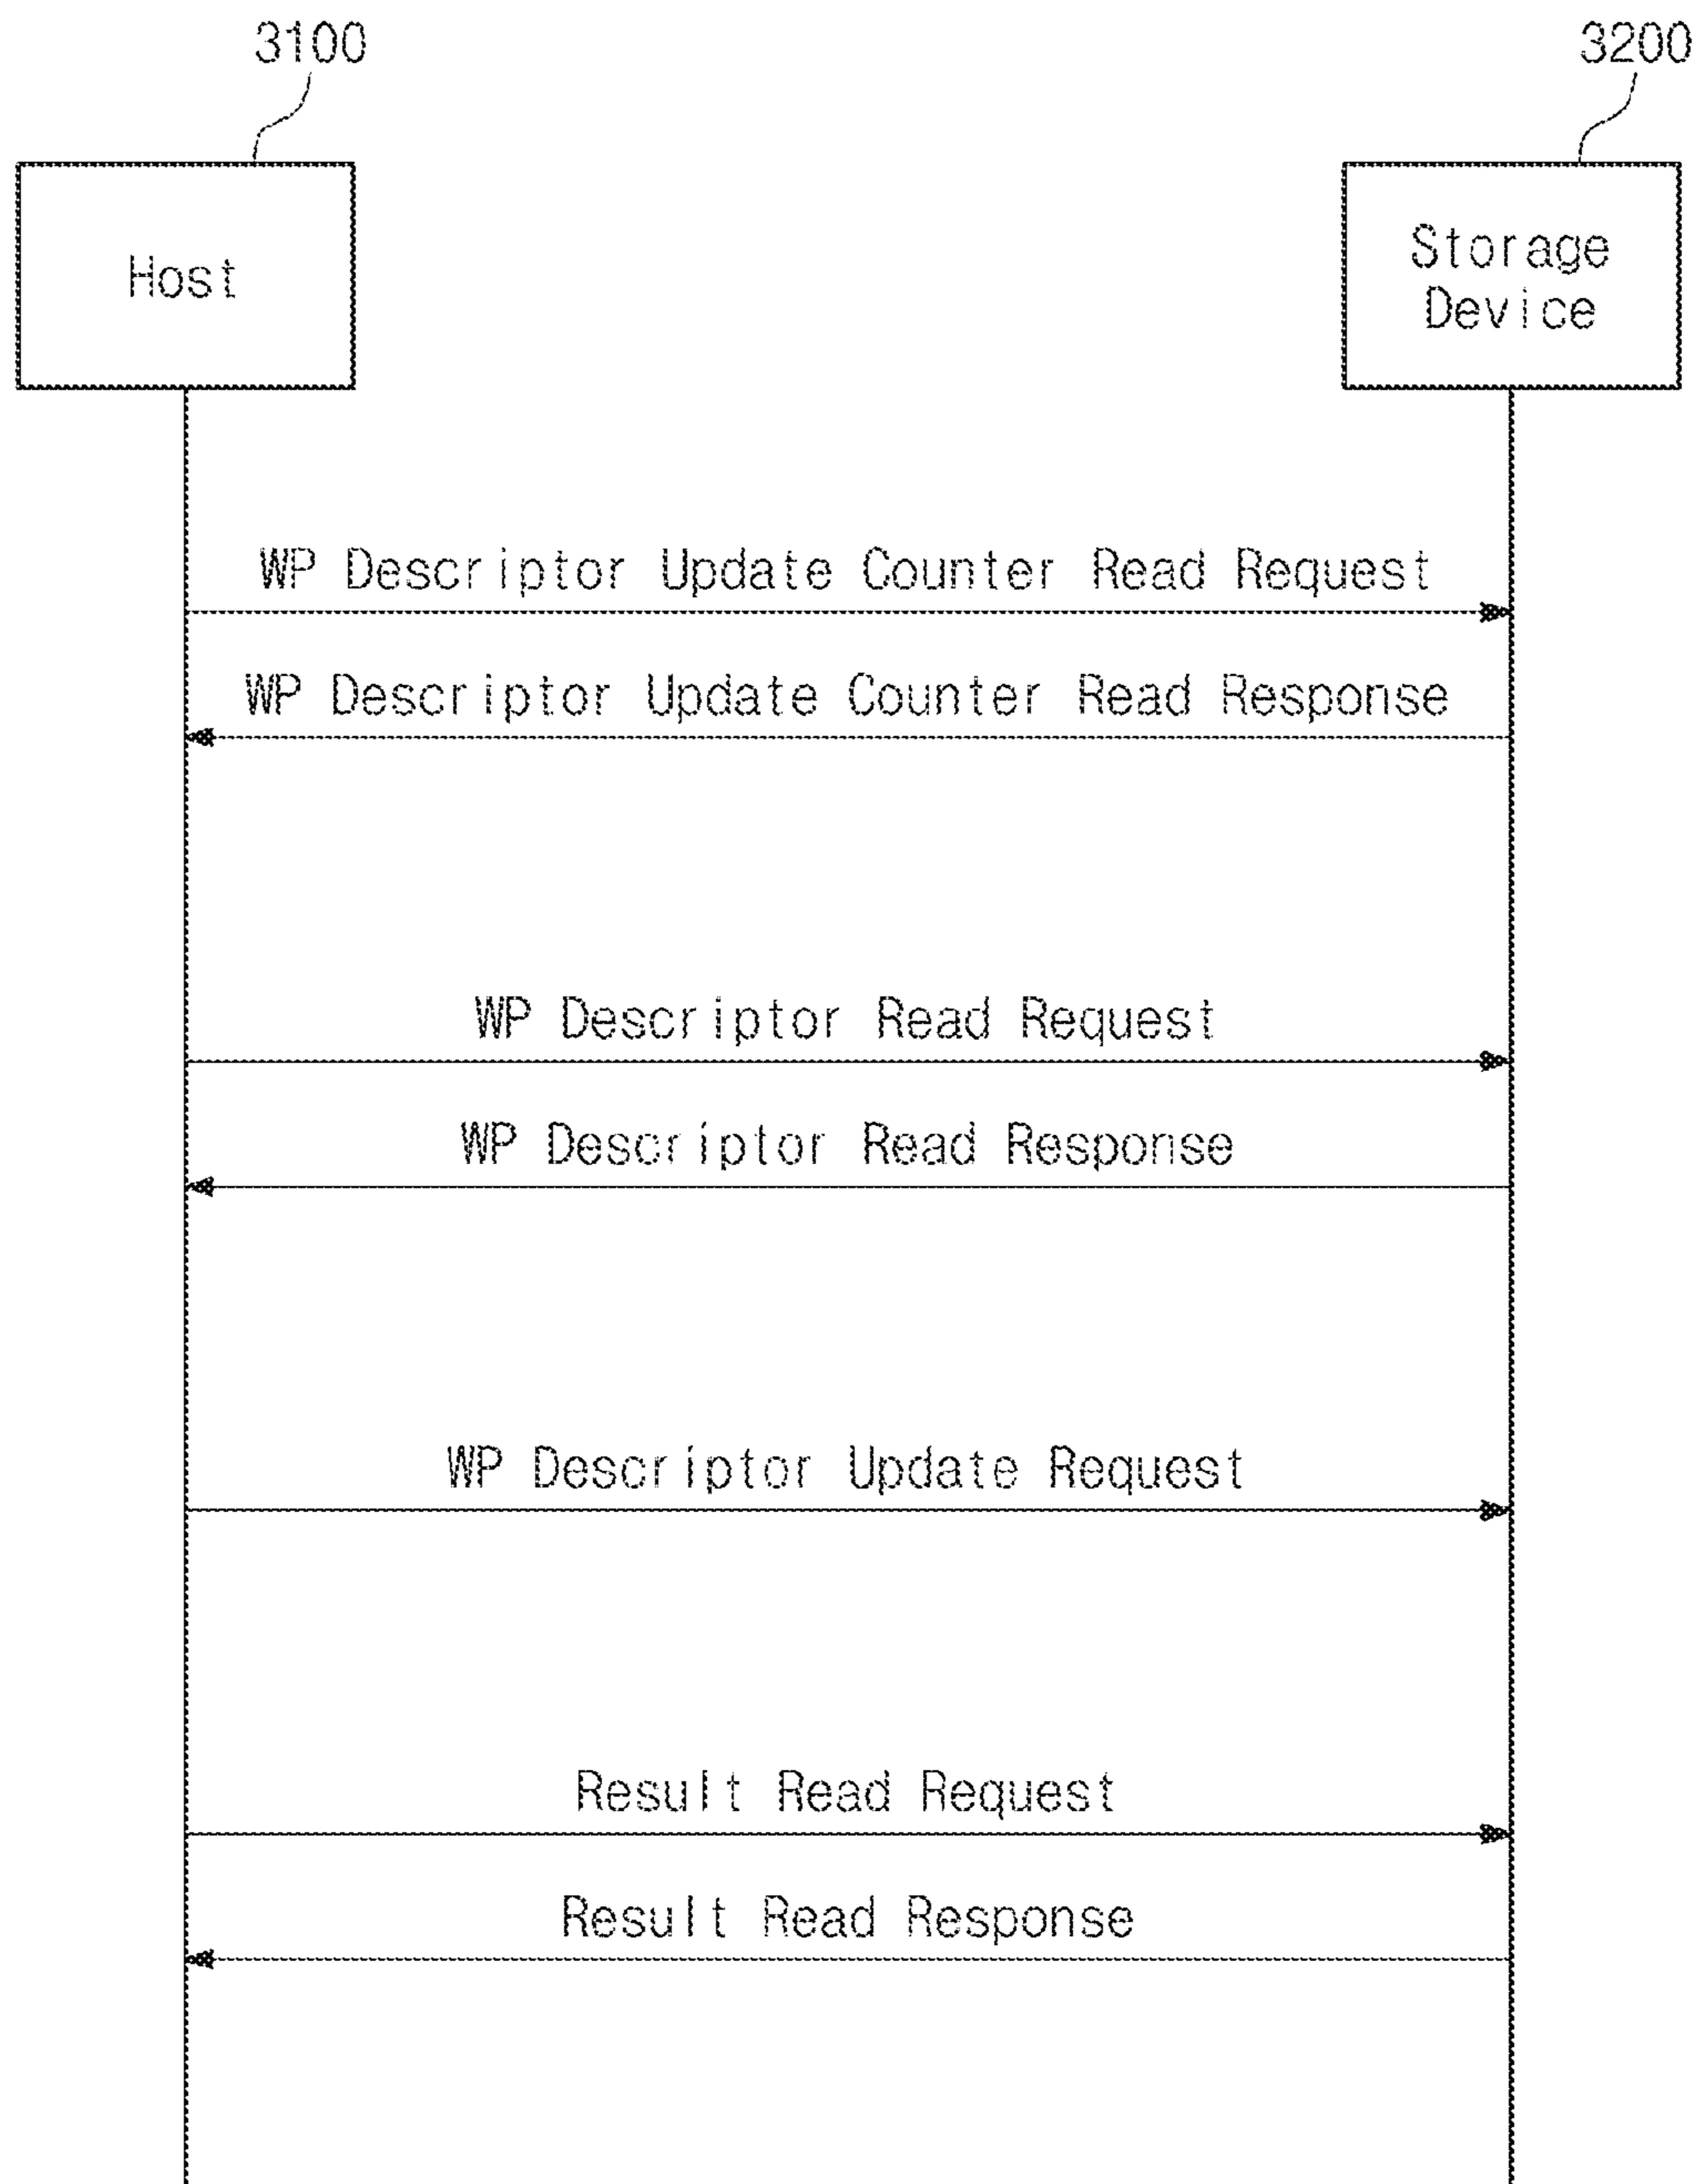 3100
3200
Host
Storage
Device
WP Descriptor Update Counter Read Request
WP Descriptor Update Counter Read Response
WP Descriptor Read Request
WP Descriptor Read Response
WP Descriptor Update Request
Result Read Request
Result Read Response